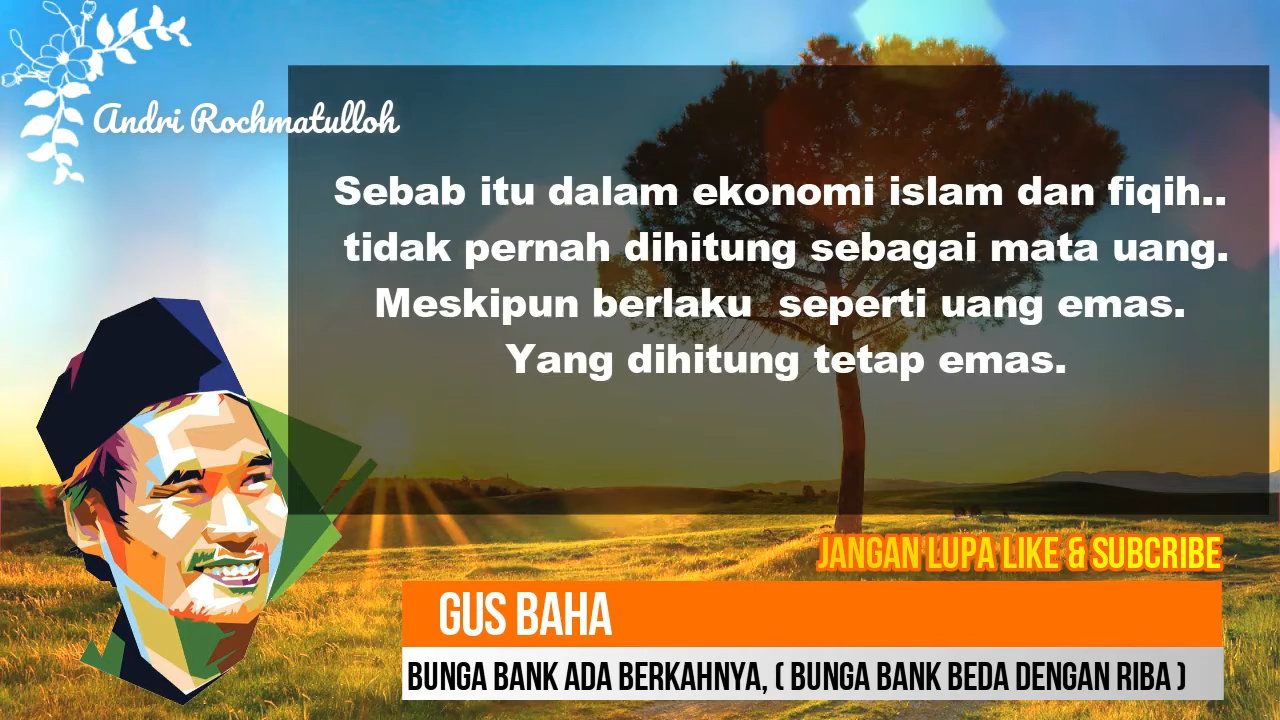 Andri Rochmatulloh
Sebab itu dalam ekonomi islam dan fiqih..
tidak pernah dihitung sebagai mata uang.
Meskipun berlaku  seperti uang emas.
Yang dihitung tetap emas.
JANGAN LUPA LIKE & SUBCRIBE
GUS BAHA
BUNGA BANK ADA BERKAHNYA, ( BUNGA BANK BEDA DENGAN RIBA )